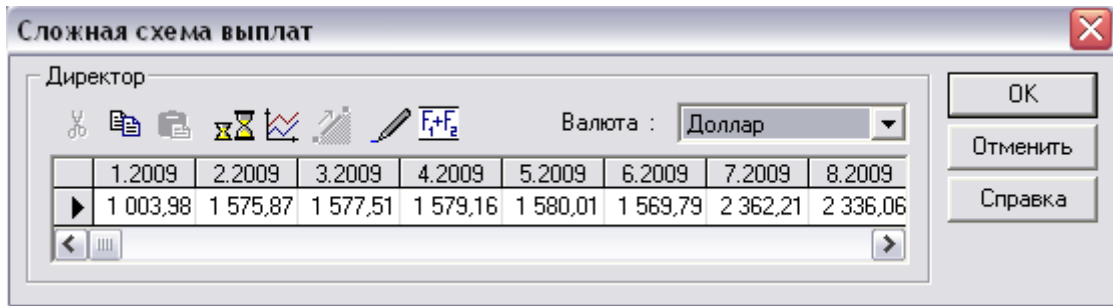 Сложная схема выплат
Директор
F1+F2
Валюта : Доллар
OK
Отменить
Справка
1.2009 2.2009 3.2009 4.2009 5.2009 6.2009 7.2009 8.2009
1 003,98 1 575,87 1 577,51 1 579,16 1 580,01 1 569,79 2 362,21 2 336,06